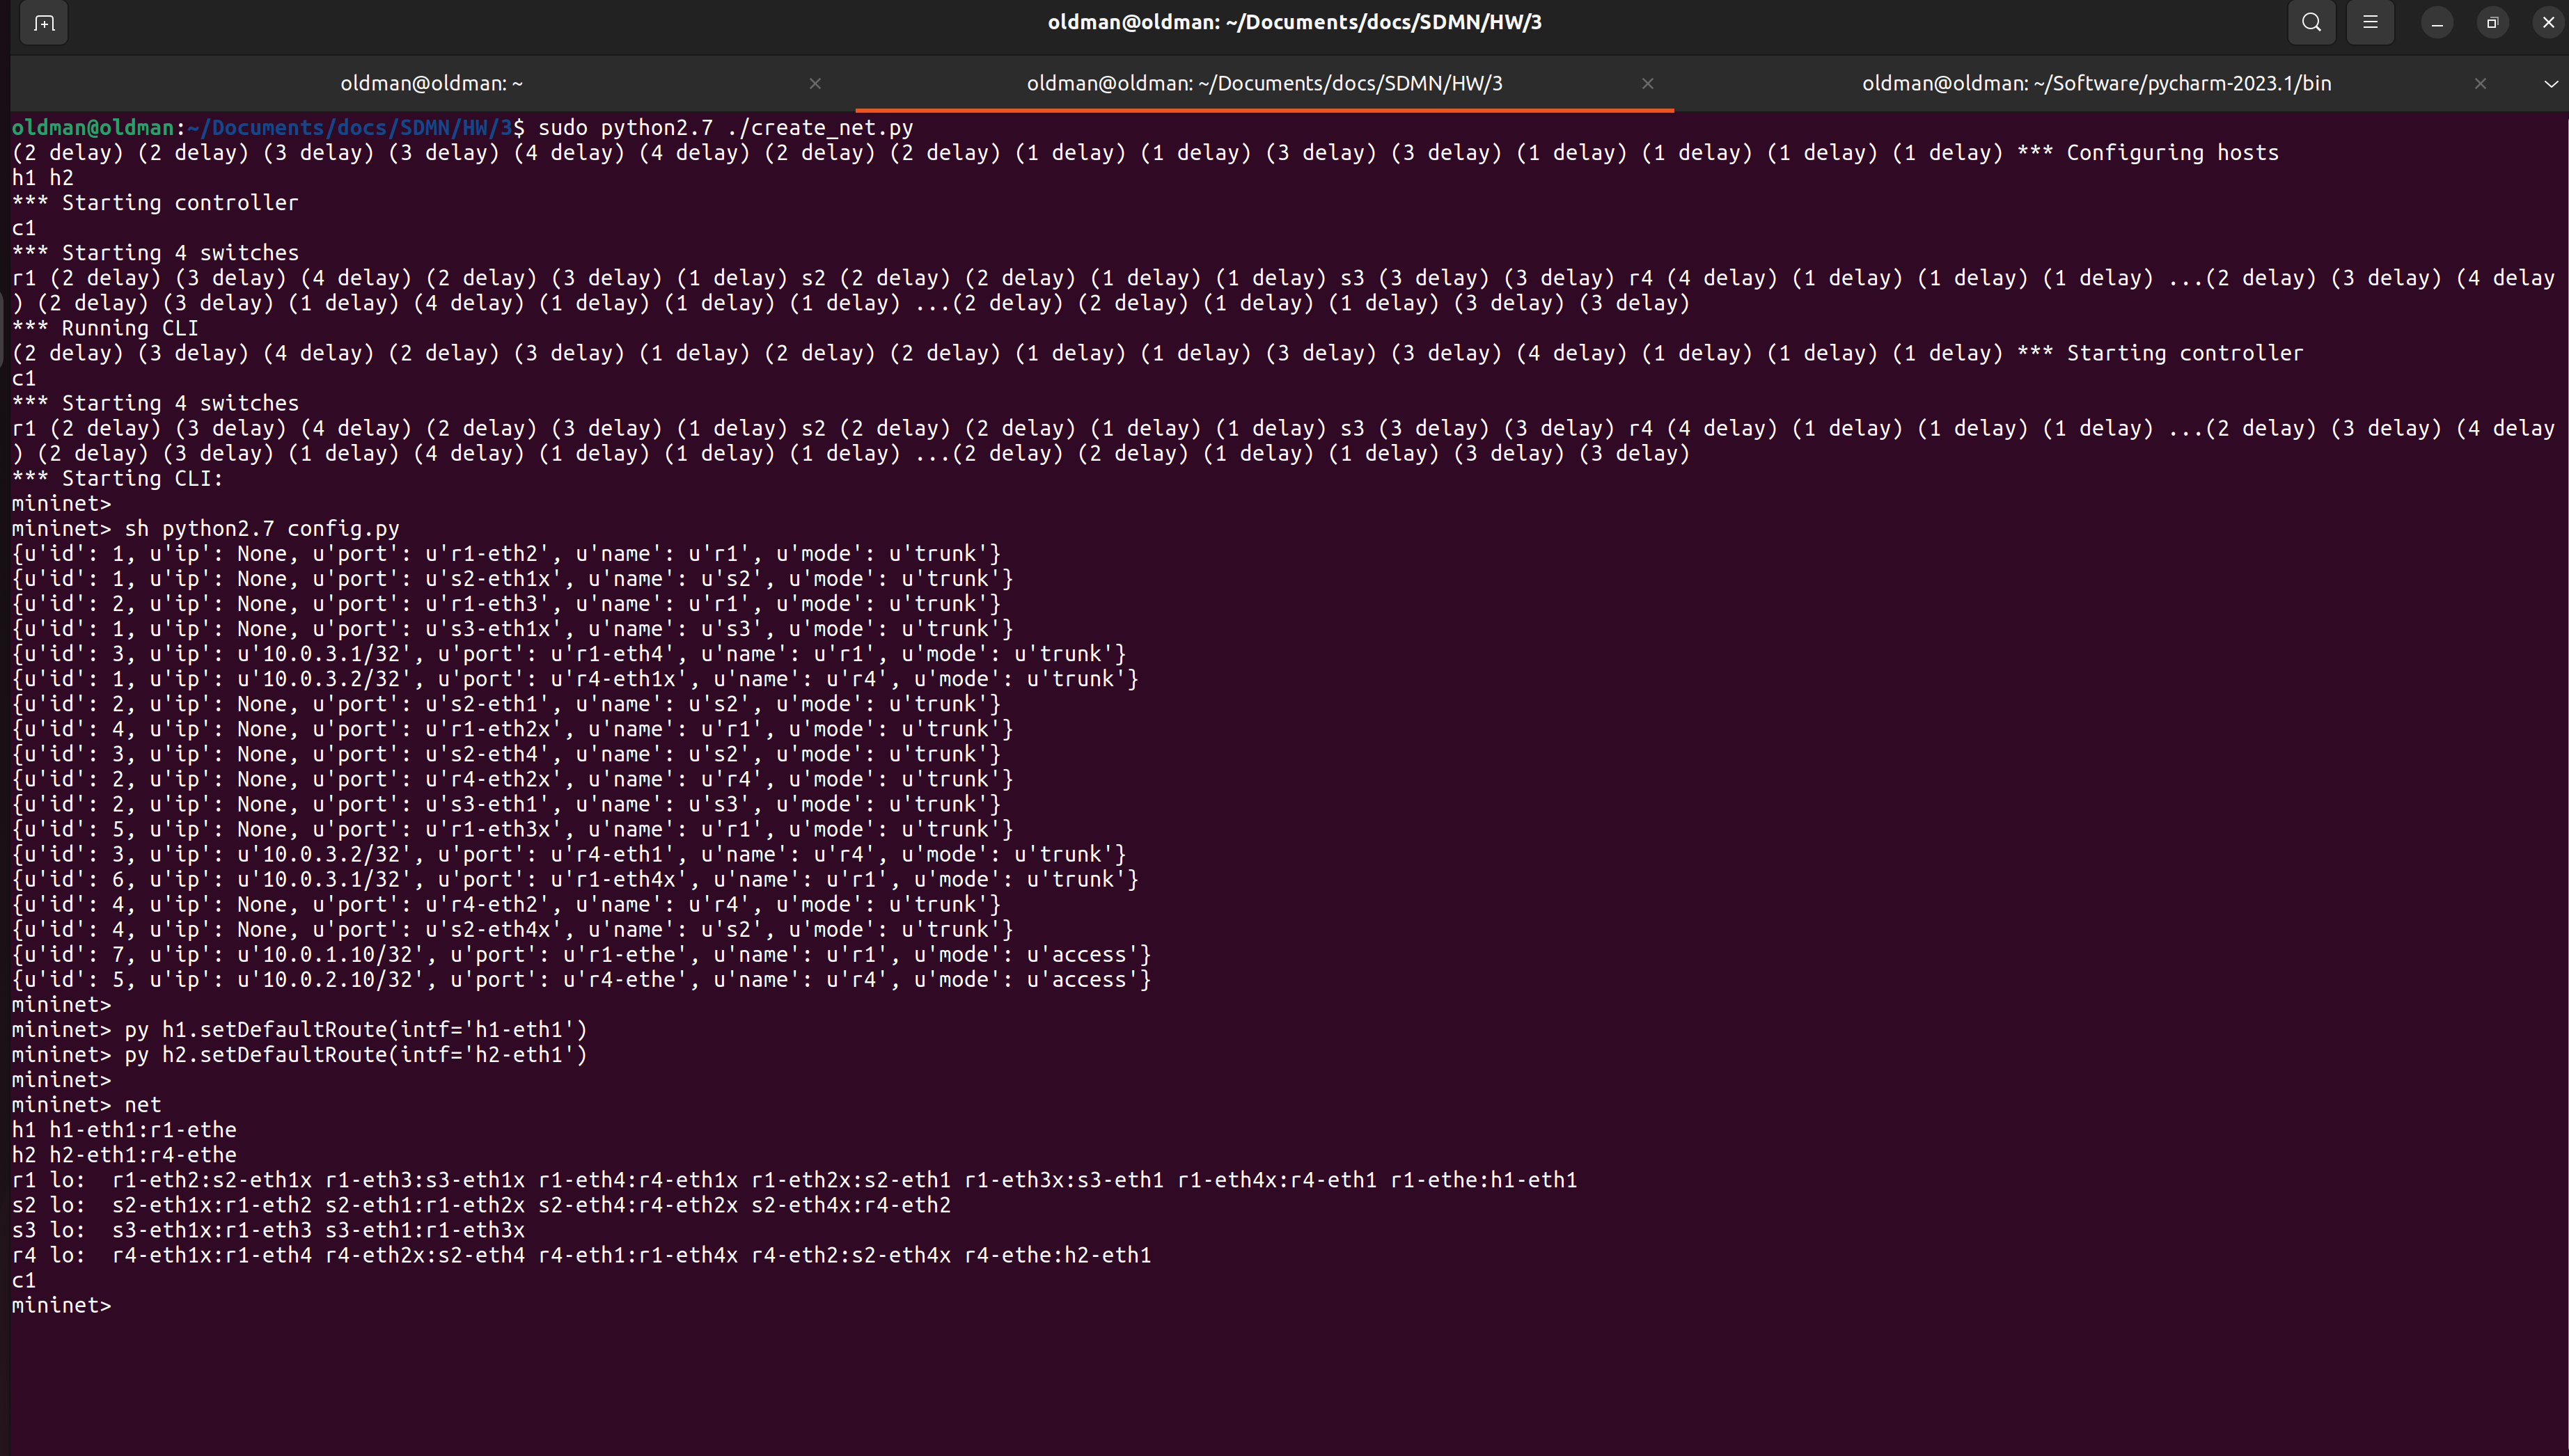 oldman@oldman: ~/Documents/docs/SDMN/HW/3
oldman@oldman: ~
oldman@oldman: ~/Documents/docs/SDMN/HW/3
oldman@oldman: ~/Software/pycharm-2023.1/bin
oldman@oldman:~/Documents/docs/SDMN/HW/3$ sudo python2.7 ./create_net.py
(2 delay) (2 delay) (3 delay) (3 delay) (4 delay) (4 delay) (2 delay) (2 delay) (1 delay) (1 delay) (3 delay) (3 delay) (1 delay) (1 delay) (1 delay) (1 delay) *** Configuring hosts
h1 h2
*** Starting controller
c1
*** Starting 4 switches
r1 (2 delay) (3 delay) (4 delay) (2 delay) (3 delay) (1 delay) s2 (2 delay) (2 delay) (1 delay) (1 delay) s3 (3 delay) (3 delay) r4 (4 delay) (1 delay) (1 delay) (1 delay) ...(2 delay) (3 delay) (4 delay
) (2 delay) (3 delay) (1 delay) (4 delay) (1 delay) (1 delay) (1 delay) ...(2 delay) (2 delay) (1 delay) (1 delay) (3 delay) (3 delay)
*** Running CLI
(2 delay) (3 delay) (4 delay) (2 delay) (3 delay) (1 delay) (2 delay) (2 delay) (1 delay) (1 delay) (3 delay) (3 delay) (4 delay) (1 delay) (1 delay) (1 delay) *** Starting controller
c1
*** Starting 4 switches
r1 (2 delay) (3 delay) (4 delay) (2 delay) (3 delay) (1 delay) s2 (2 delay) (2 delay) (1 delay) (1 delay) s3 (3 delay) (3 delay) r4 (4 delay) (1 delay) (1 delay) (1 delay) ...(2 delay) (3 delay) (4 delay
) (2 delay) (3 delay) (1 delay) (4 delay) (1 delay) (1 delay) (1 delay) ...(2 delay) (2 delay) (1 delay) (1 delay) (3 delay) (3 delay)
*** Starting CLI:
mininet>
mininet> sh python2.7 config.py
{u'id': 1, u'ip': None, u'port': u'r1-eth2', u'name': u'r1', u'mode': u'trunk'}
{u'id': 1, u'ip': None, u'port': u's2-eth1x', u'name': u's2', u'mode': u'trunk'}
{u'id': 2, u'ip': None, u'port': u'r1-eth3', u'name': u'r1', u'mode': u'trunk'}
{u'id': 1, u'ip': None, u'port': u's3-eth1x', u'name': u's3', u'mode': u'trunk'}
{u'id': 3, u'ip': u'10.0.3.1/32', u'port': u'r1-eth4', u'name': u'r1', u'mode': u'trunk'}
{u'id': 1, u'ip': u'10.0.3.2/32', u'port': u'r4-eth1x', u'name': u'r4', u'mode': u'trunk'}
{u'id': 2, u'ip': None, u'port': u's2-eth1', u'name': u's2', u'mode': u'trunk'}
{u'id': 4, u'ip': None, u'port': u'r1-eth2x', u'name': u'r1', u'mode': u'trunk'}
{u'id': 3, u'ip': None, u'port': u's2-eth4', u'name': u's2', u'mode': u'trunk'}
{u'id': 2, u'ip': None, u'port': u'r4-eth2x', u'name': u'r4', u'mode': u'trunk'}
{u'id': 2, u'ip': None, u'port': u's3-eth1', u'name': u's3', u'mode': u'trunk'}
{u'id': 5, u'ip': None, u'port': u'r1-eth3x', u'name': u'r1', u'mode': u'trunk'}
{u'id': 3, u'ip': u'10.0.3.2/32', u'port': u'r4-eth1', u'name': u'r4', u'mode': u'trunk'}
{u'id': 6, u'ip': u'10.0.3.1/32', u'port': u'r1-eth4x', u'name': u'r1', u'mode': u'trunk'}
{u'id': 4, u'ip': None, u'port': u'r4-eth2', u'name': u'r4', u'mode': u'trunk'}
{u'id': 4, u'ip': None, u'port': u's2-eth4x', u'name': u's2', u'mode': u'trunk'}
{u'id': 7, u'ip': u'10.0.1.10/32', u'port': u'r1-ethe', u'name': u'r1', u'mode': u'access'}
{u'id': 5, u'ip': u'10.0.2.10/32', u'port': u'r4-ethe', u'name': u'r4', u'mode': u'access'}
mininet>
mininet> py h1.setDefaultRoute(intf='h1-eth1')
mininet> py h2.setDefaultRoute(intf='h2-eth1')
mininet>
mininet> net
h1 h1-eth1:r1-ethe
h2 h2-eth1:r4-ethe
r1 lo:  r1-eth2:s2-eth1x r1-eth3:s3-eth1x r1-eth4:r4-eth1x r1-eth2x:s2-eth1 r1-eth3x:s3-eth1 r1-eth4x:r4-eth1 r1-ethe:h1-eth1
s2 lo:  s2-eth1x:r1-eth2 s2-eth1:r1-eth2x s2-eth4:r4-eth2x s2-eth4x:r4-eth2
s3 lo:  s3-eth1x:r1-eth3 s3-eth1:r1-eth3x
r4 lo:  r4-eth1x:r1-eth4 r4-eth2x:s2-eth4 r4-eth1:r1-eth4x r4-eth2:s2-eth4x r4-ethe:h2-eth1
c1
mininet>